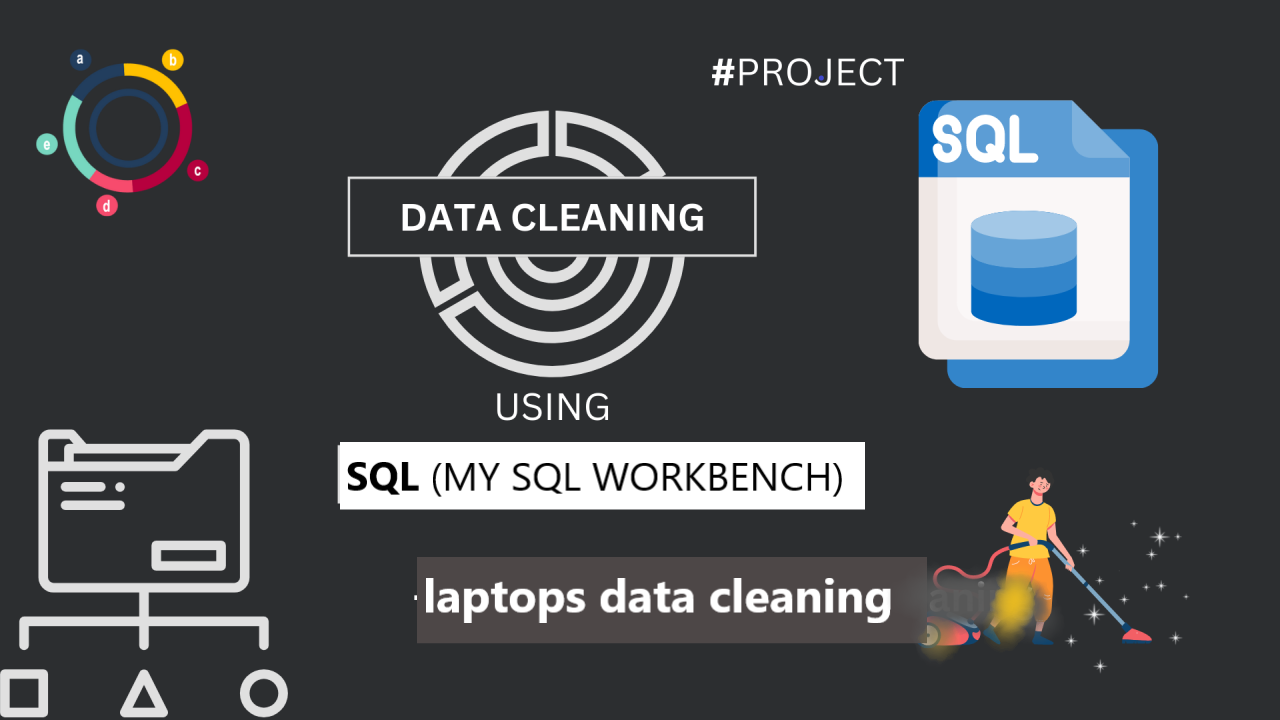 #PROJECT
a
b
c
d
e
SQL
DATA CLEANING
USING
SQL (MY SQL WORKBENCH)
laptops data cleaning